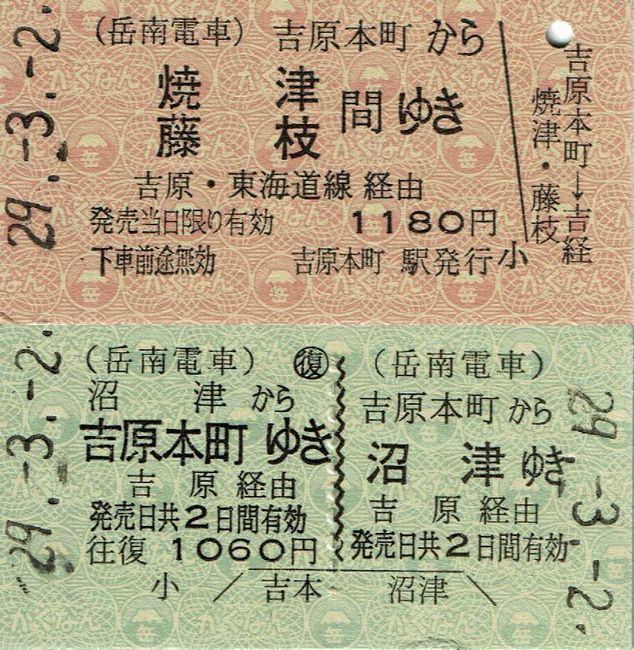 29.-3.-2.
(岳南電車) 吉原本町から
焼津
藤枝
間ゆき
吉原・東海道線経由
発売当日限り有効 1180円
下車前途無効 吉原本町駅発行
小
焼津・藤枝
吉原本町→吉経
29.-3.-2.
(岳南電車) 復
沼津から
吉原本町ゆき
吉原経由
発売日共2日間有効
往復 1060円
小 吉本
(岳南電車)
吉原本町から
沼津ゆき
吉原経由
発売日共2日間有効
沼津
29.-3.-2.